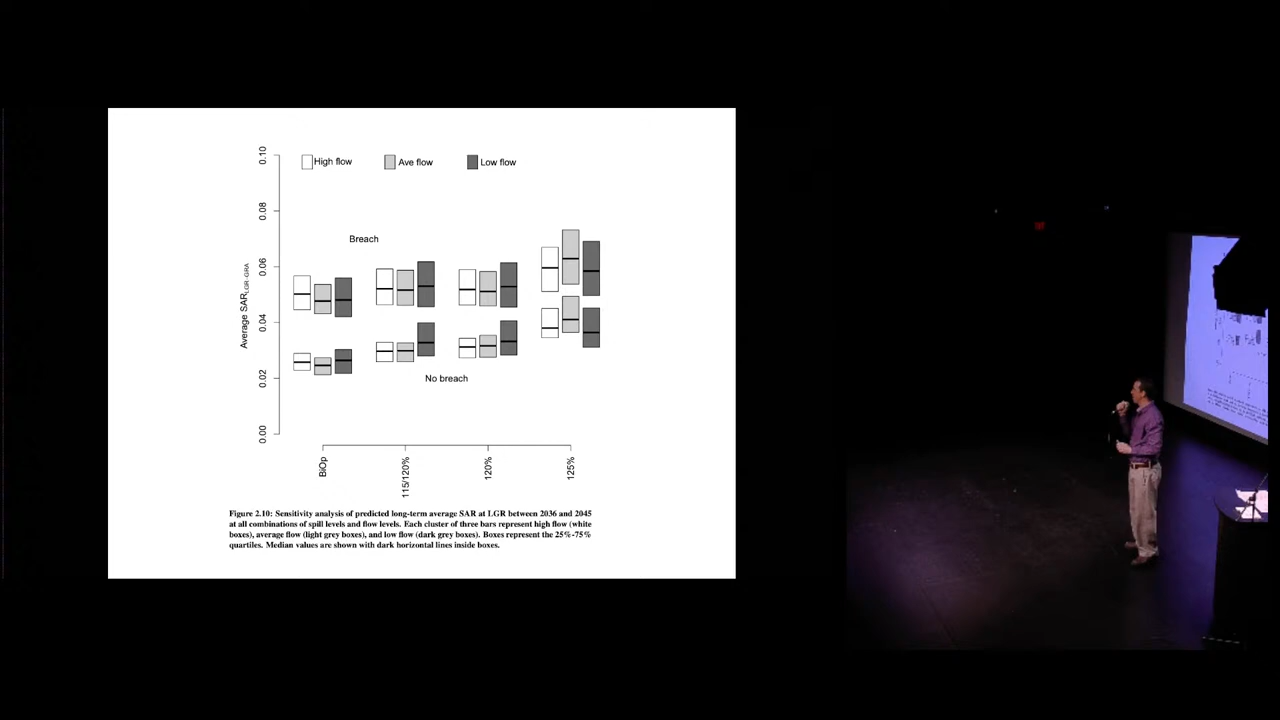 0.10
0.08
0.06
0.04
0.02
0.00
Average SAR LGR-GRA
High flow
Ave flow
Low flow
Breach
No breach
BiOp
115/120%
120%
125%
Figure 2.10: Sensitivity analysis of predicted long-term average SAR at LGR between 2036 and 2045
at all combinations of spill levels and flow levels. Each cluster of three bars represent high flow (white
boxes), average flow (light grey boxes), and low flow (dark grey boxes). Boxes represent the 25%-75%
quartiles. Median values are shown with dark horizontal lines inside boxes.